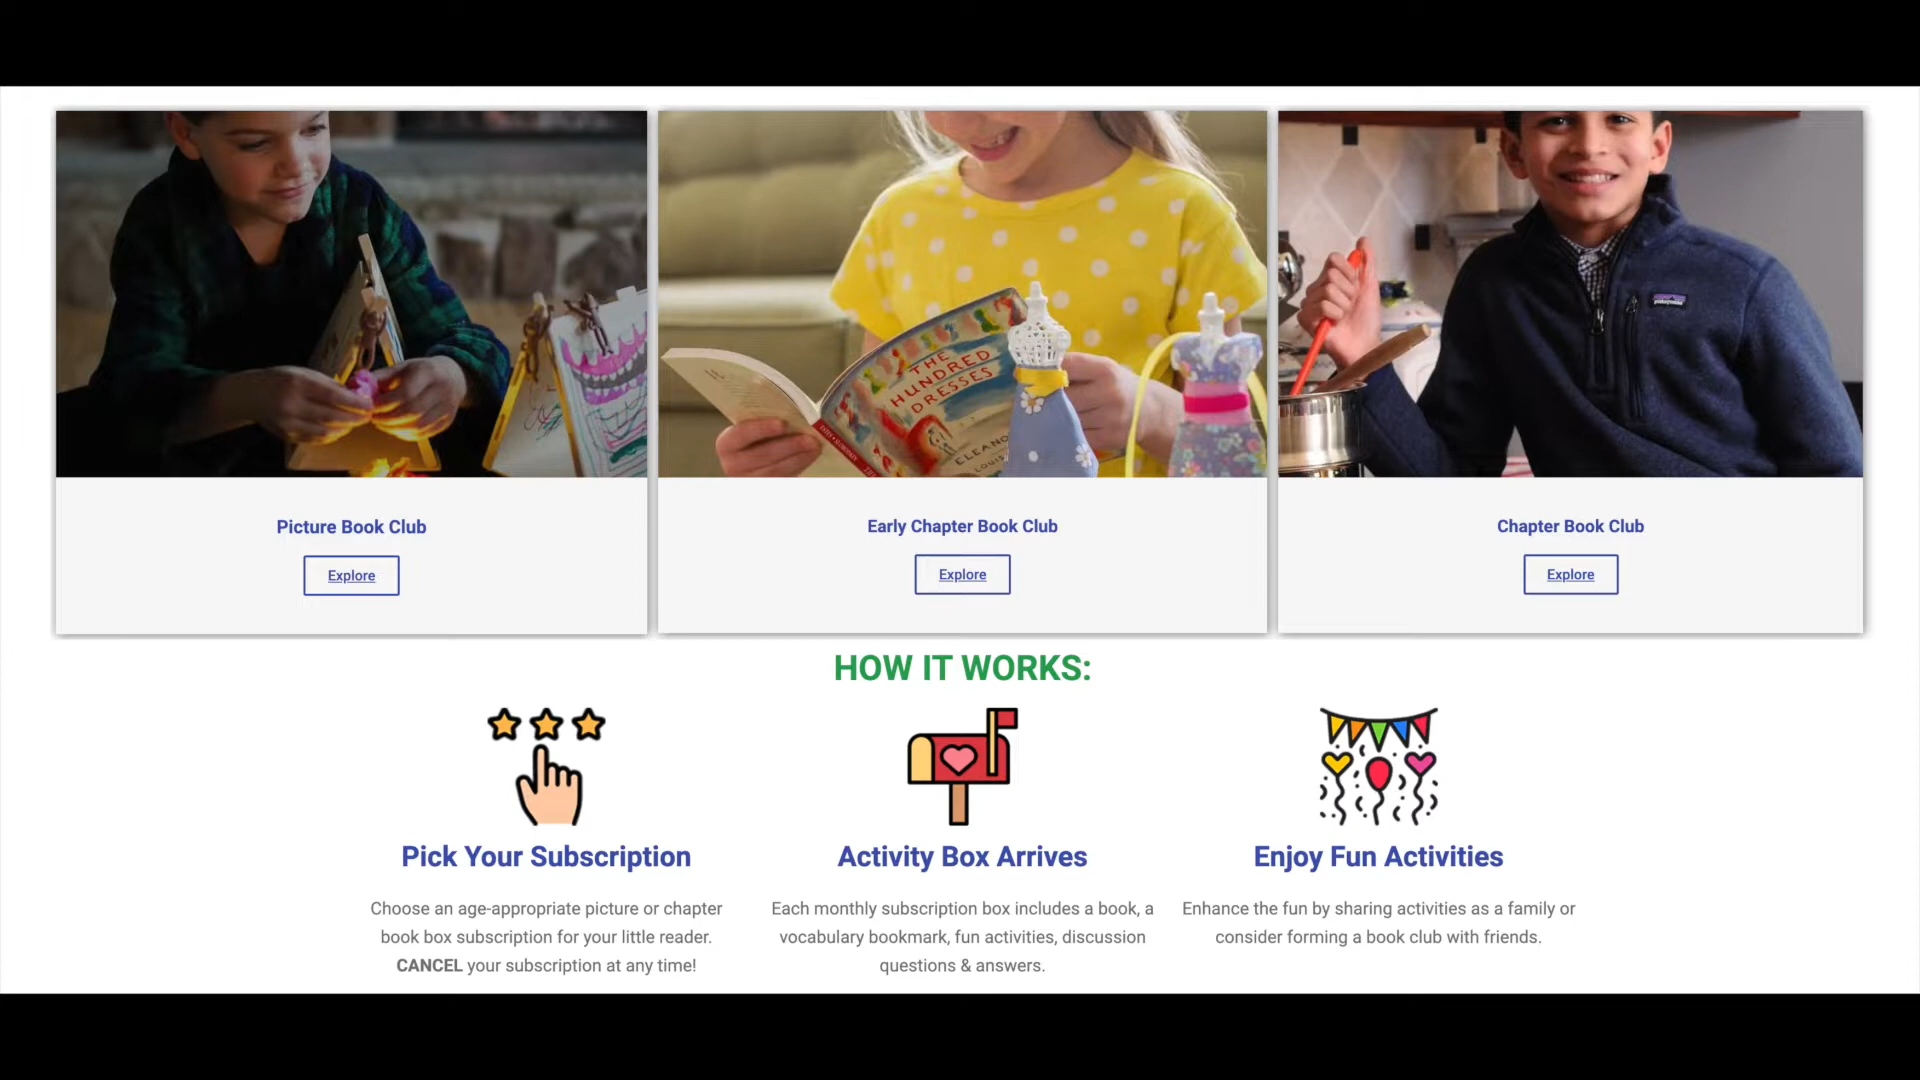 THE
HUNDRED
DRESSES
Picture Book Club
Early Chapter Book Club
Chapter Book Club
Explore
Explore
Explore
HOW IT WORKS:
Pick Your Subscription
Activity Box Arrives
Enjoy Fun Activities
Choose an age-appropriate picture or chapter
book box subscription for your little reader.
CANCEL your subscription at any time!
Each monthly subscription box includes a book, a
vocabulary bookmark, fun activities, discussion
questions & answers.
Enhance the fun by sharing activities as a family or
consider forming a book club with friends.